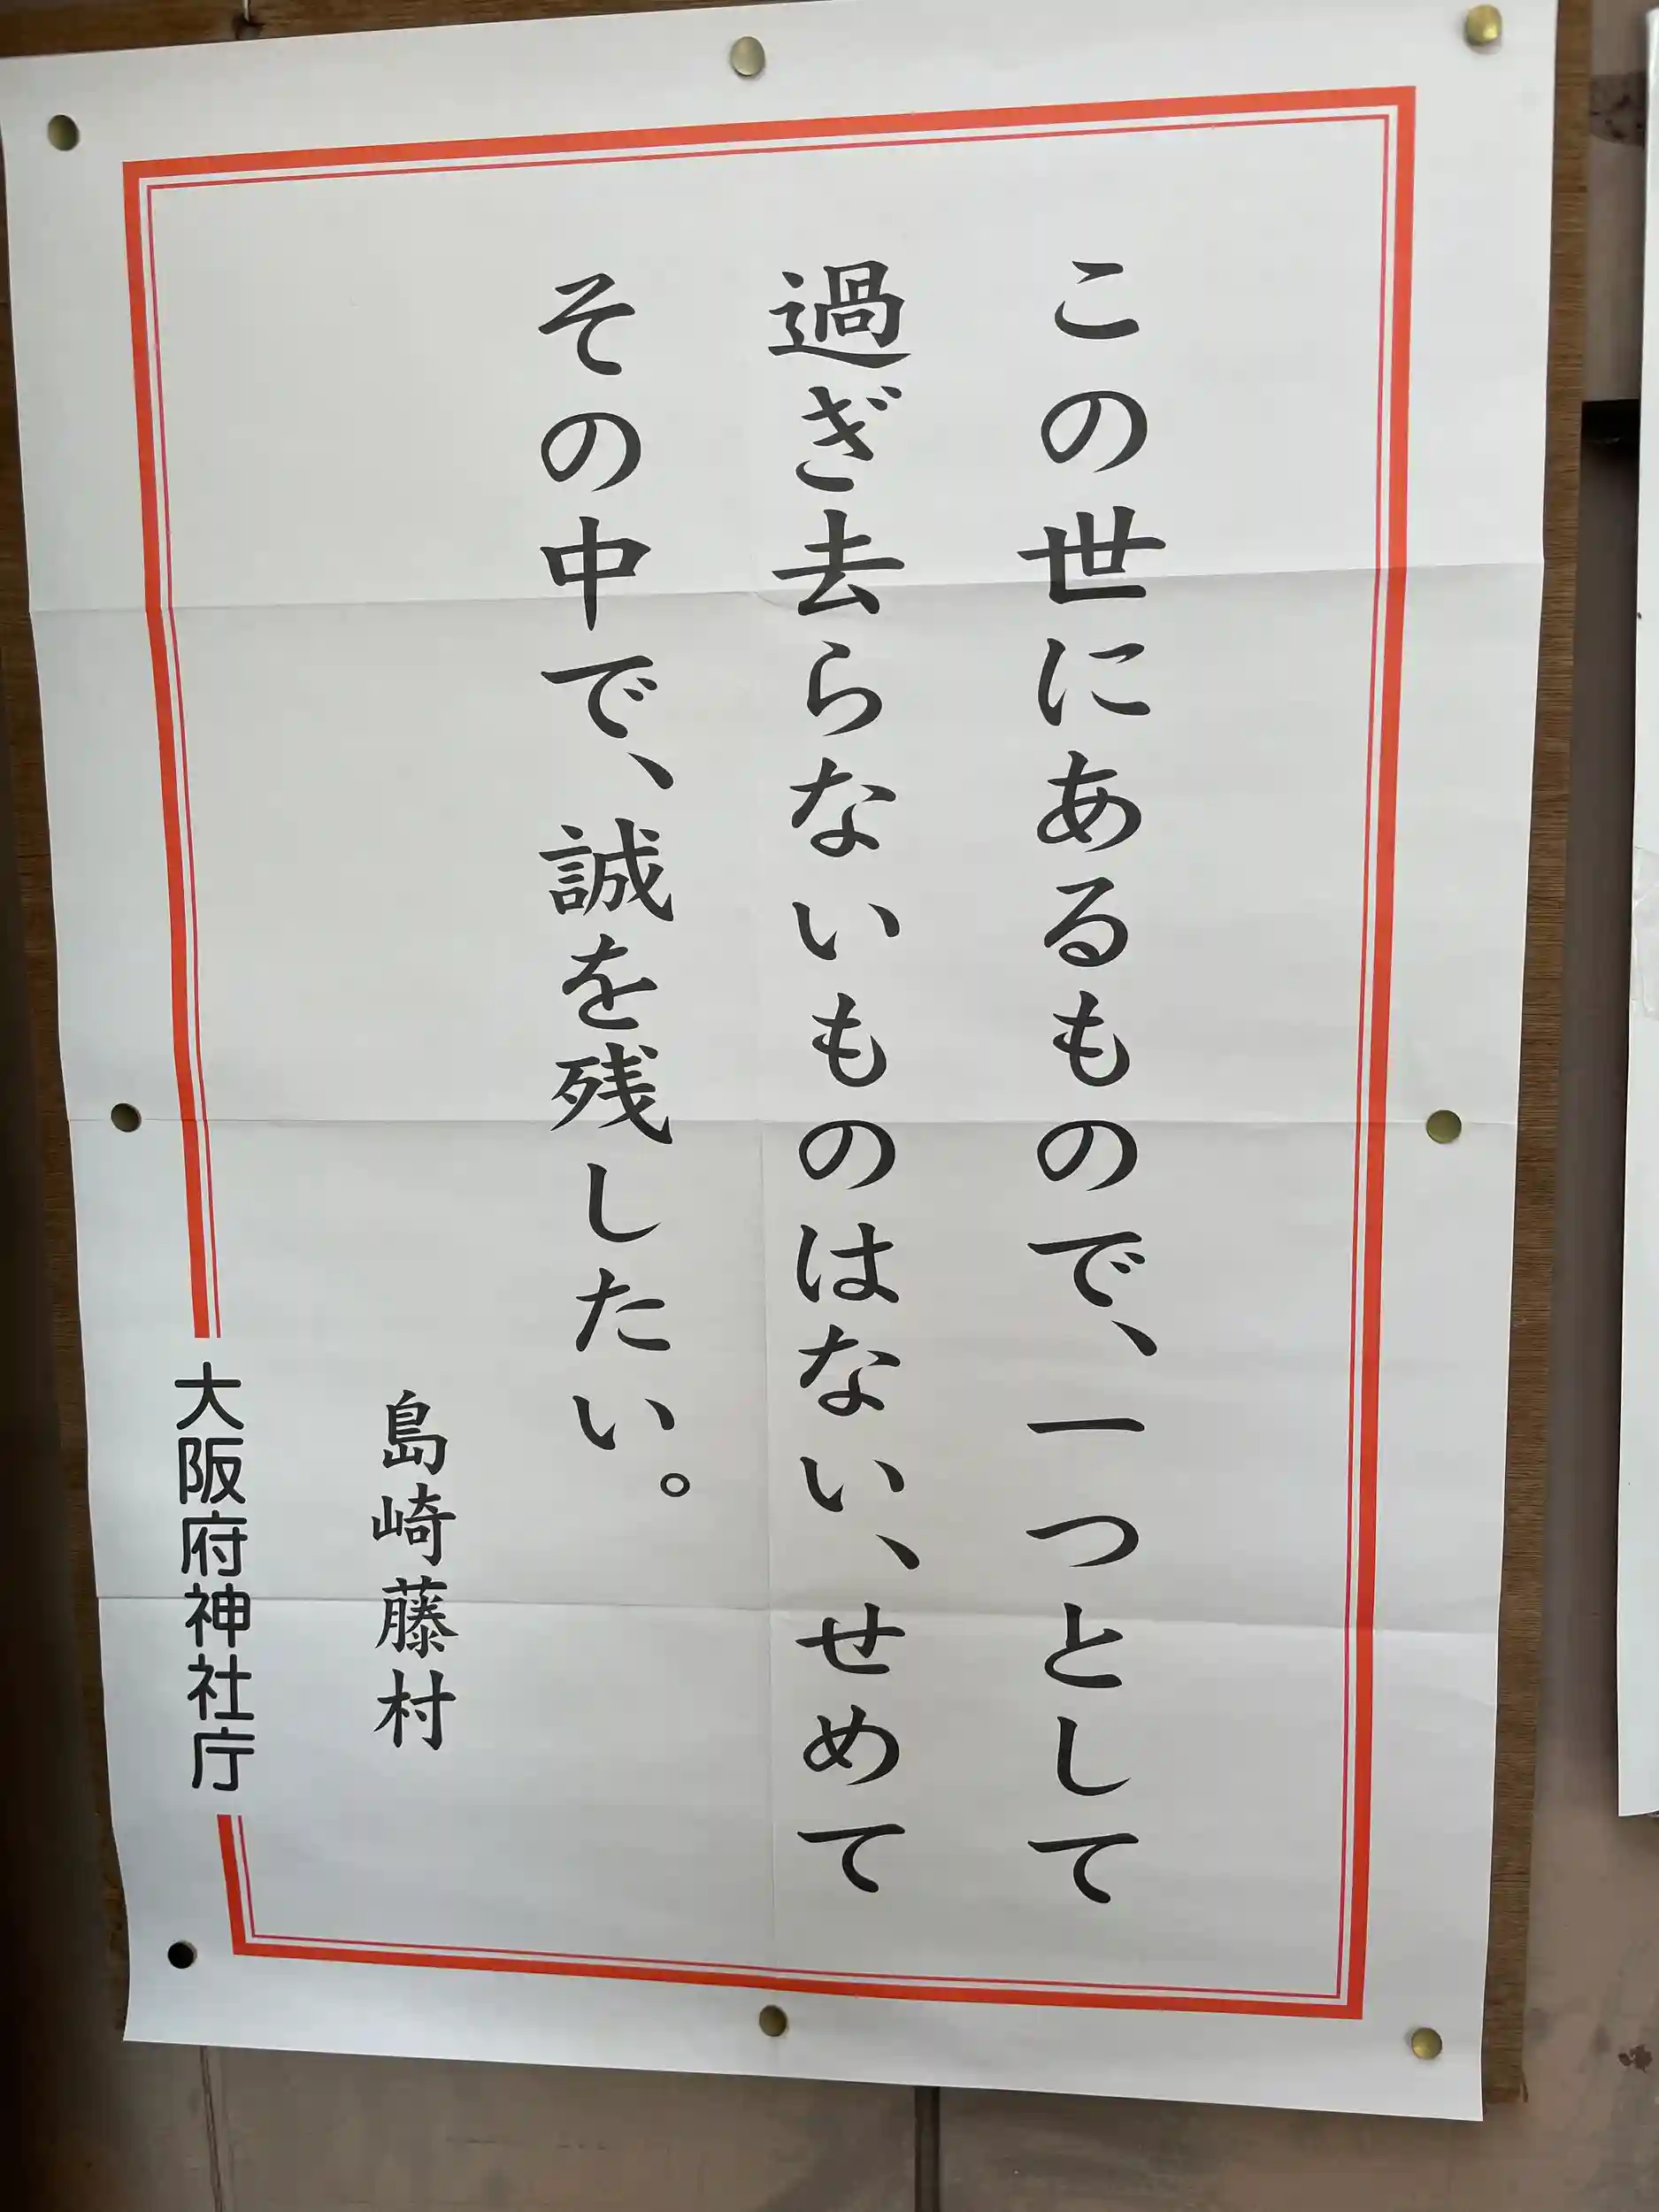 この世にあるもので、一つとして
過ぎ去らないものはない、せめて
その中で、誠を残したい。
島崎藤村
大阪府神社庁